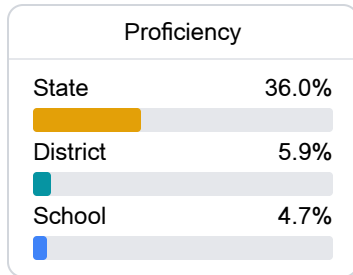 Proficiency
State 36.0%
District 5.9%
School 4.7%